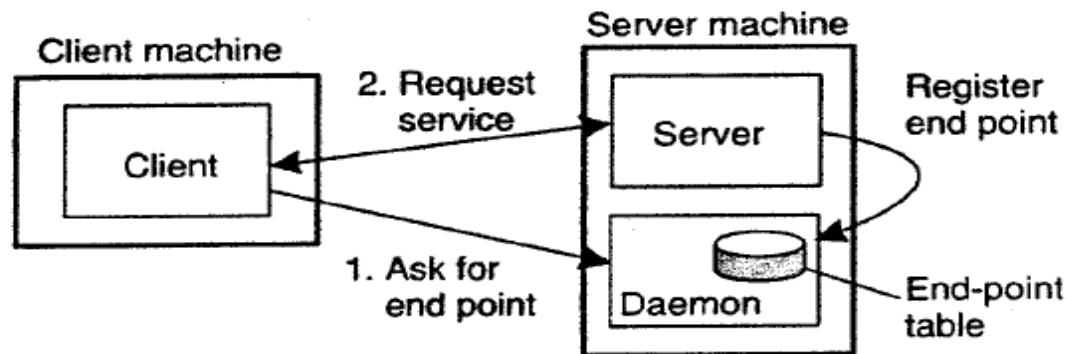 Client machine
Server machine
2. Request
service
Register
end point
Client
Server
1. Ask for
end point
Daemon
End-point
table